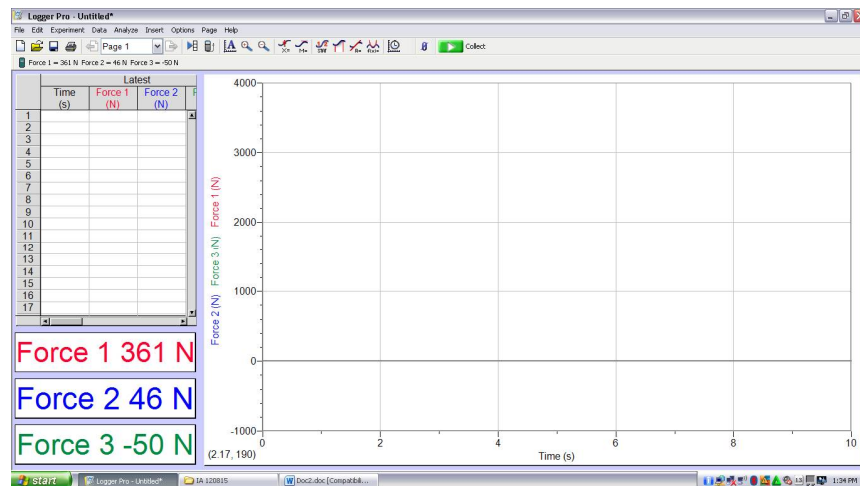 Logger Pro - Untitled*
File Edit Experiment Data Analyze Insert Options Page Help
Page 1
Collect
Force 1 = 361 N Force 2 = 46 N Force 3 = -50 N
Latest
Time (s) Force 1 (N) Force 2 (N) F
1
2
3
4
5
6
7
8
9
10
11
12
13
14
15
16
17
Force 1 361 N
Force 2 46 N
Force 3 -50 N
Force 2 (N) Force 3 (N) Force 1 (N)
4000
3000
2000
1000
0
-1000
0 2 4 6 8 10
(2.17, 190)
Time (s)
start Logger Pro - Untitled* IA 120815 Doc2.doc [Compatibili... 1:34 PM